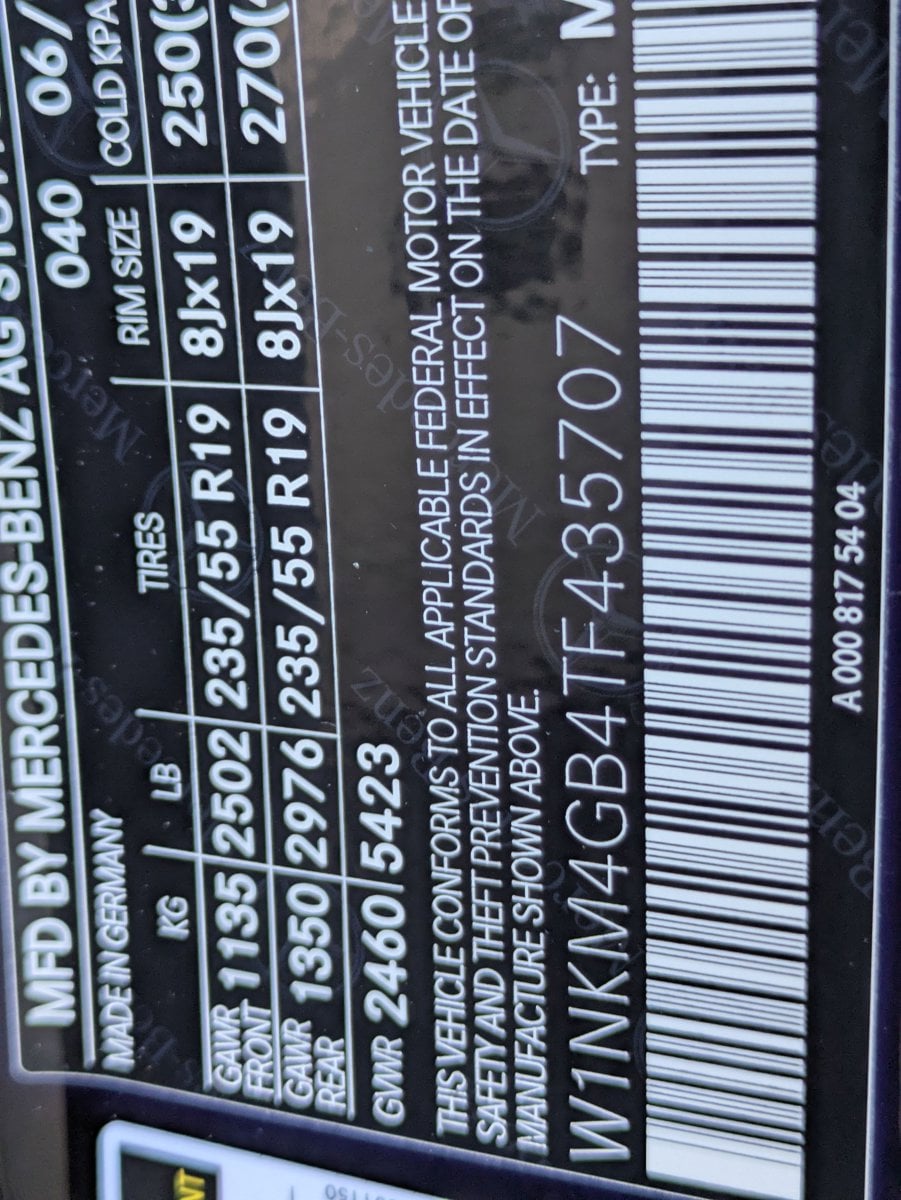 MFD BY MERCEDES-BENZ AG
040 06/
MADE IN GERMANY
KG LB TIRES RIM SIZE COLD KPA
GAWR FRONT 1135 2502 235/55 R19 8Jx19 250(
GAWR REAR 1350 2976 235/55 R19 8Jx19 270(
GVWR 2460 5423
THIS VEHICLE CONFORMS TO ALL APPLICABLE FEDERAL MOTOR VEHICLE
SAFETY AND THEFT PREVENTION STANDARDS IN EFFECT ON THE DATE OF
MANUFACTURE SHOWN ABOVE.
W1NKM4GB4TF435707 TYPE: M
A 000 817 54 04